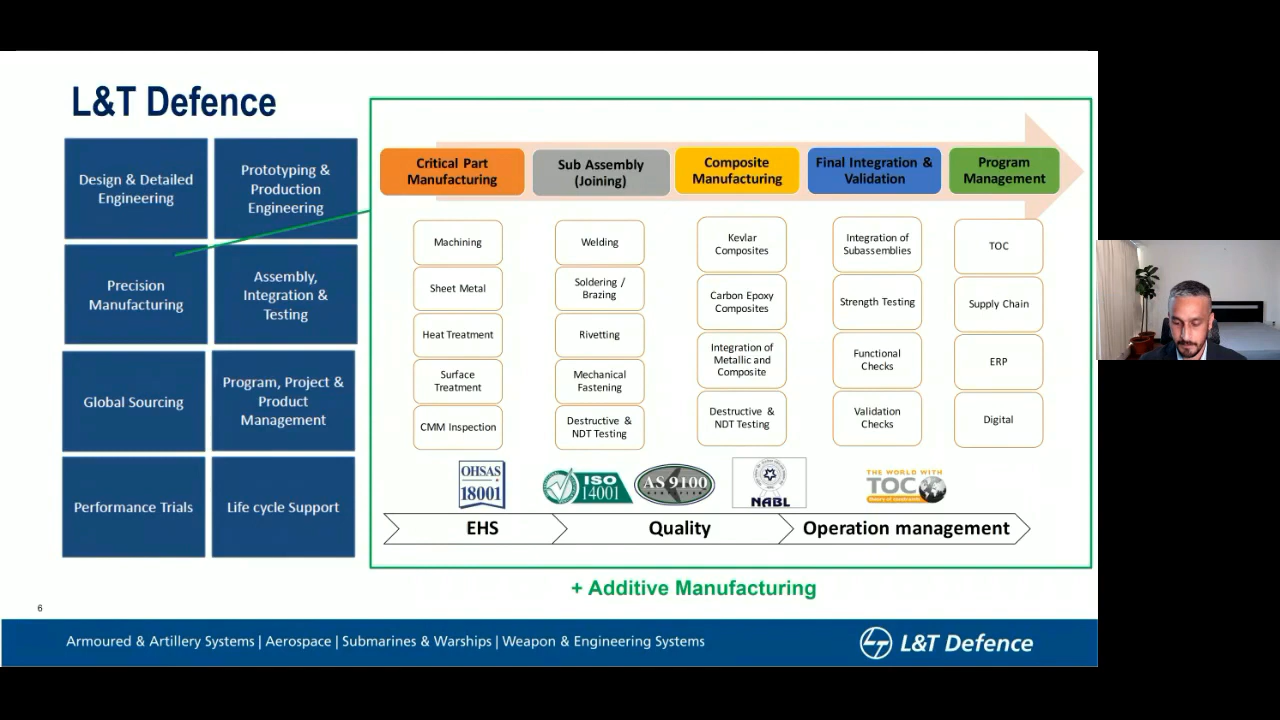 L&T Defence
Design & Detailed
Engineering
Prototyping &
Production
Engineering
Precision
Manufacturing
Assembly,
Integration &
Testing
Global Sourcing
Program, Project &
Product
Management
Performance Trials
Life cycle Support
Critical Part
Manufacturing
Sub Assembly
(Joining)
Composite
Manufacturing
Final Integration &
Validation
Program
Management
Machining
Sheet Metal
Heat Treatment
Surface
Treatment
CMM Inspection
Welding
Soldering /
Brazing
Rivetting
Mechanical
Fastening
Destructive &
NDT Testing
Kevlar
Composites
Carbon Epoxy
Composites
Integration of
Metallic and
Composite
Destructive &
NDT Testing
Integration of
Subassemblies
Strength Testing
Functional
Checks
Validation
Checks
TOC
Supply Chain
ERP
Digital
OHSAS
18001
ISO
14001
AS 9100
NABL
THE WORLD WITH
TOC
EHS
Quality
Operation management
+ Additive Manufacturing
6
Armoured & Artillery Systems | Aerospace | Submarines & Warships | Weapon & Engineering Systems
L&T Defence